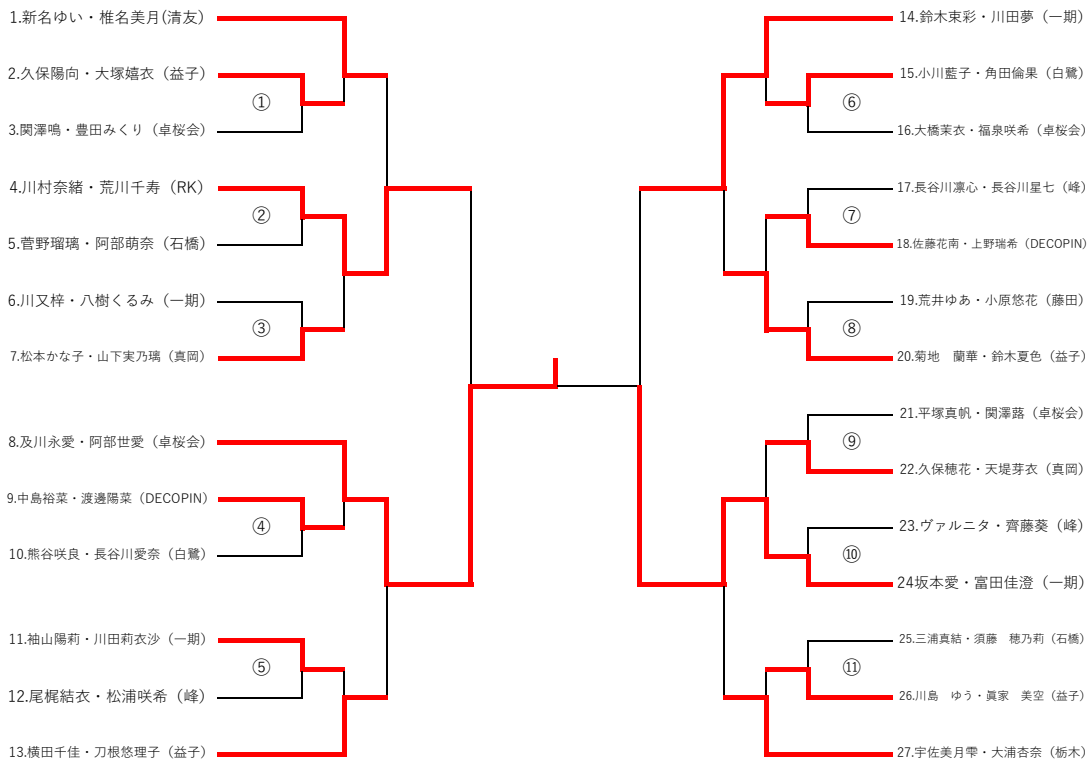 1.新名ゆい・椎名美月(清友)
2.久保陽向・大塚嬉衣（益子）
①
3.関澤鳴・豊田みくり（卓桜会）
4.川村奈緒・荒川千寿（RK）
②
5.菅野瑠璃・阿部萌奈（石橋）
6.川又梓・八樹くるみ（一期）
③
7.松本かな子・山下実乃璃（真岡）
8.及川永愛・阿部世愛（卓桜会）
9.中島裕菜・渡邊陽菜（DECOPIN）
④
10.熊谷咲良・長谷川愛奈（白鷺）
11.袖山陽莉・川田莉衣沙（一期）
⑤
12.尾梶結衣・松浦咲希（峰）
13.横田千佳・刀根悠理子（益子）
14.鈴木束彩・川田夢（一期）
15.小川藍子・角田倫果（白鷺）
⑥
16.大橋茉衣・福泉咲希（卓桜会）
17.長谷川凛心・長谷川星七（峰）
⑦
18.佐藤花南・上野瑞希（DECOPIN）
19.荒井ゆあ・小原悠花（藤田）
⑧
20.菊地　蘭華・鈴木夏色（益子）
21.平塚真帆・関澤蕗（卓桜会）
⑨
22.久保穂花・天堤芽衣（真岡）
23.ヴァルニタ・齊藤葵（峰）
⑩
24坂本愛・富田佳澄（一期）
25.三浦真結・須藤　穂乃莉（石橋）
⑪
26.川島　ゆう・眞家　美空（益子）
27.宇佐美月雫・大浦杏奈（栃木）